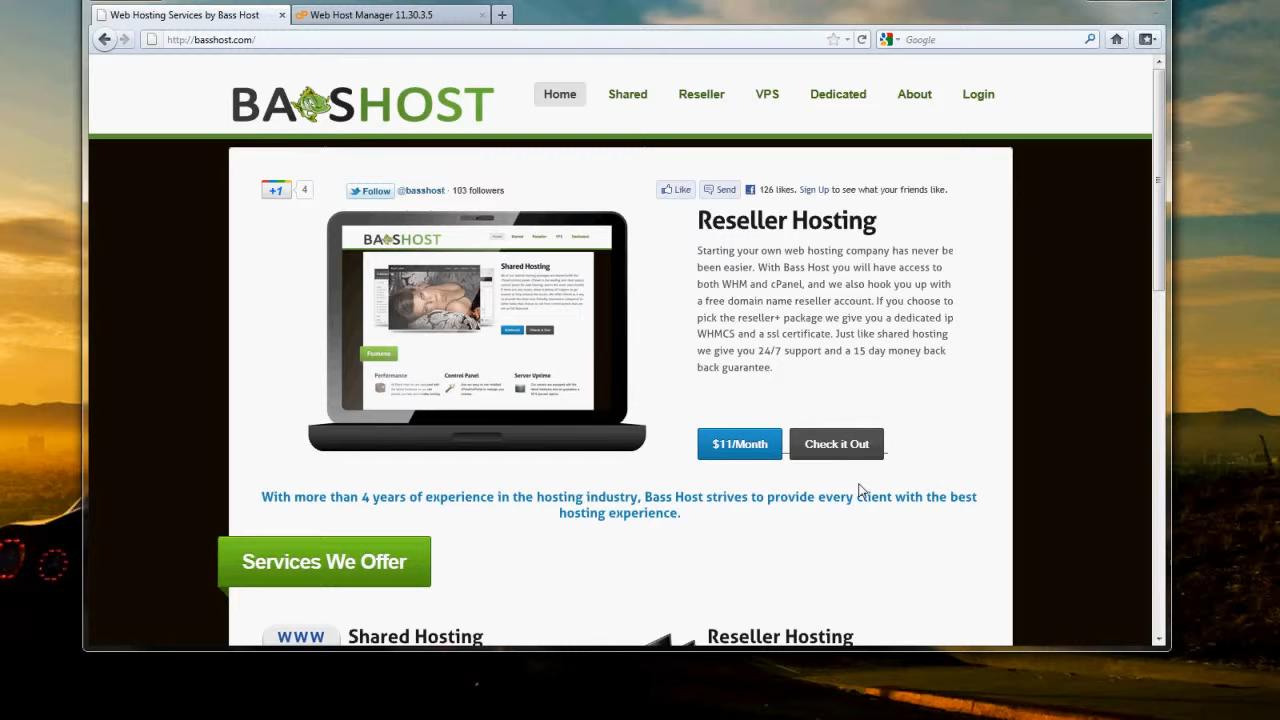 Web Hosting Services by Bass Host
Web Host Manager 11.30.3.5
http://basshost.com/
Google
BASSHOST
Home
Shared
Reseller
VPS
Dedicated
About
Login
+1
4
Follow @basshost · 103 followers
Like
Send
126 likes. Sign Up to see what your friends like.
BASSHOST
Shared Hosting
Features
Performance
Control Panel
Server Uptime
Reseller Hosting
Starting your own web hosting company has never be
been easier. With Bass Host you will have access to
both WHM and cPanel, and we also hook you up with
a free domain name reseller account. If you choose to
pick the reseller+ package we give you a dedicated ip
WHMCS and a ssl certificate. Just like shared hosting
we give you 24/7 support and a 15 day money back
back guarantee.
$11/Month
Check it Out
With more than 4 years of experience in the hosting industry, Bass Host strives to provide every client with the best
hosting experience.
Services We Offer
WWW
Shared Hosting
Reseller Hosting